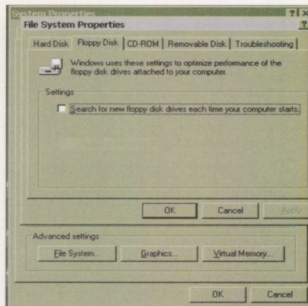 System Properties
File System Properties
Hard Disk Floppy Disk CD-ROM Removable Disk Troubleshooting
Windows uses these settings to optimize performance of the
floppy disk drives attached to your computer.
Settings
Search for new floppy disk drives each time your computer starts.
OK Cancel Apply
Advanced settings
File System... Graphics... Virtual Memory...
OK Cancel